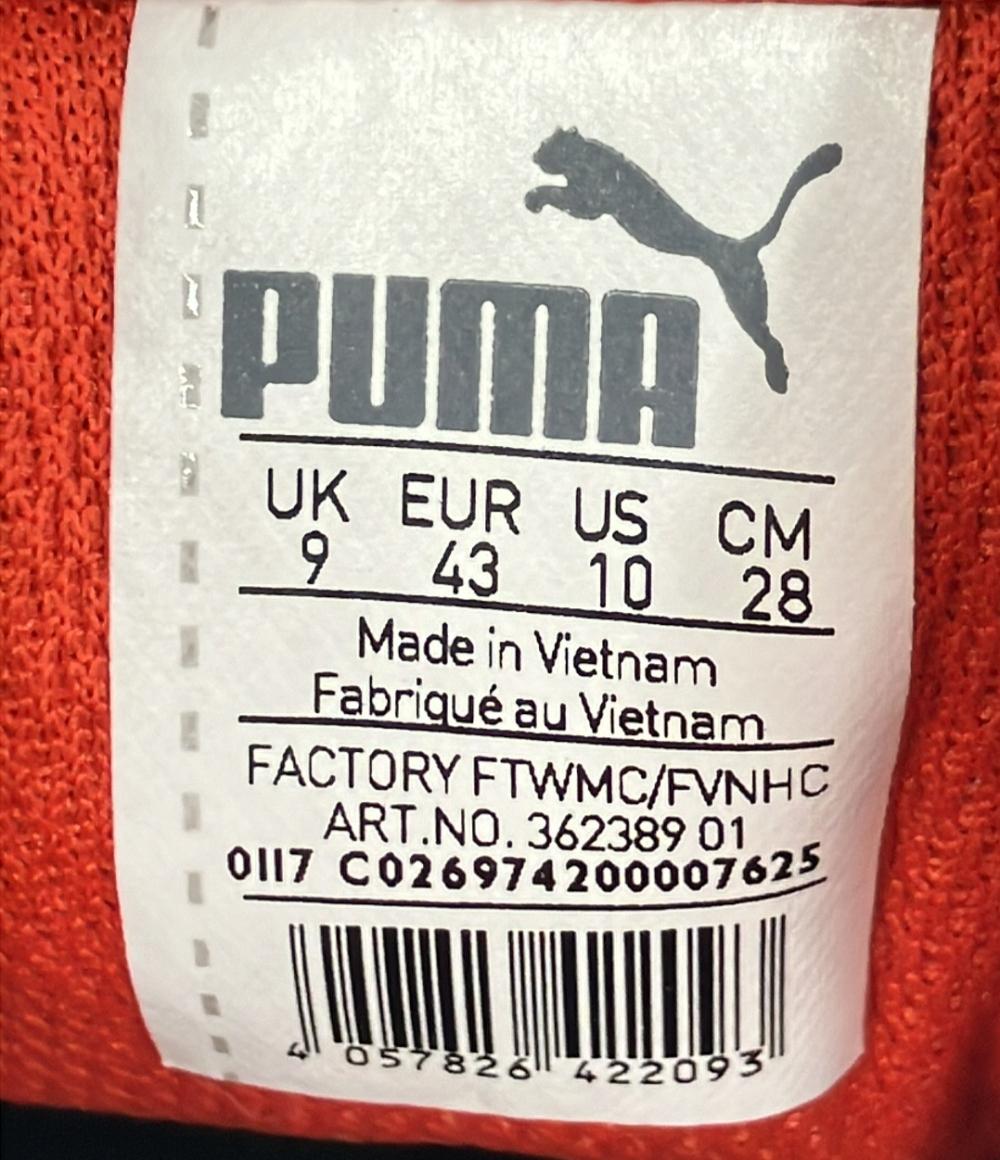 PUMA
UK EUR US CM
9 43 10 28
Made in Vietnam
Fabriqué au Vietnam
FACTORY FTWMC/FVNHC
ART.NO. 362389 01
0117 C026974200007625
4 057826 422093